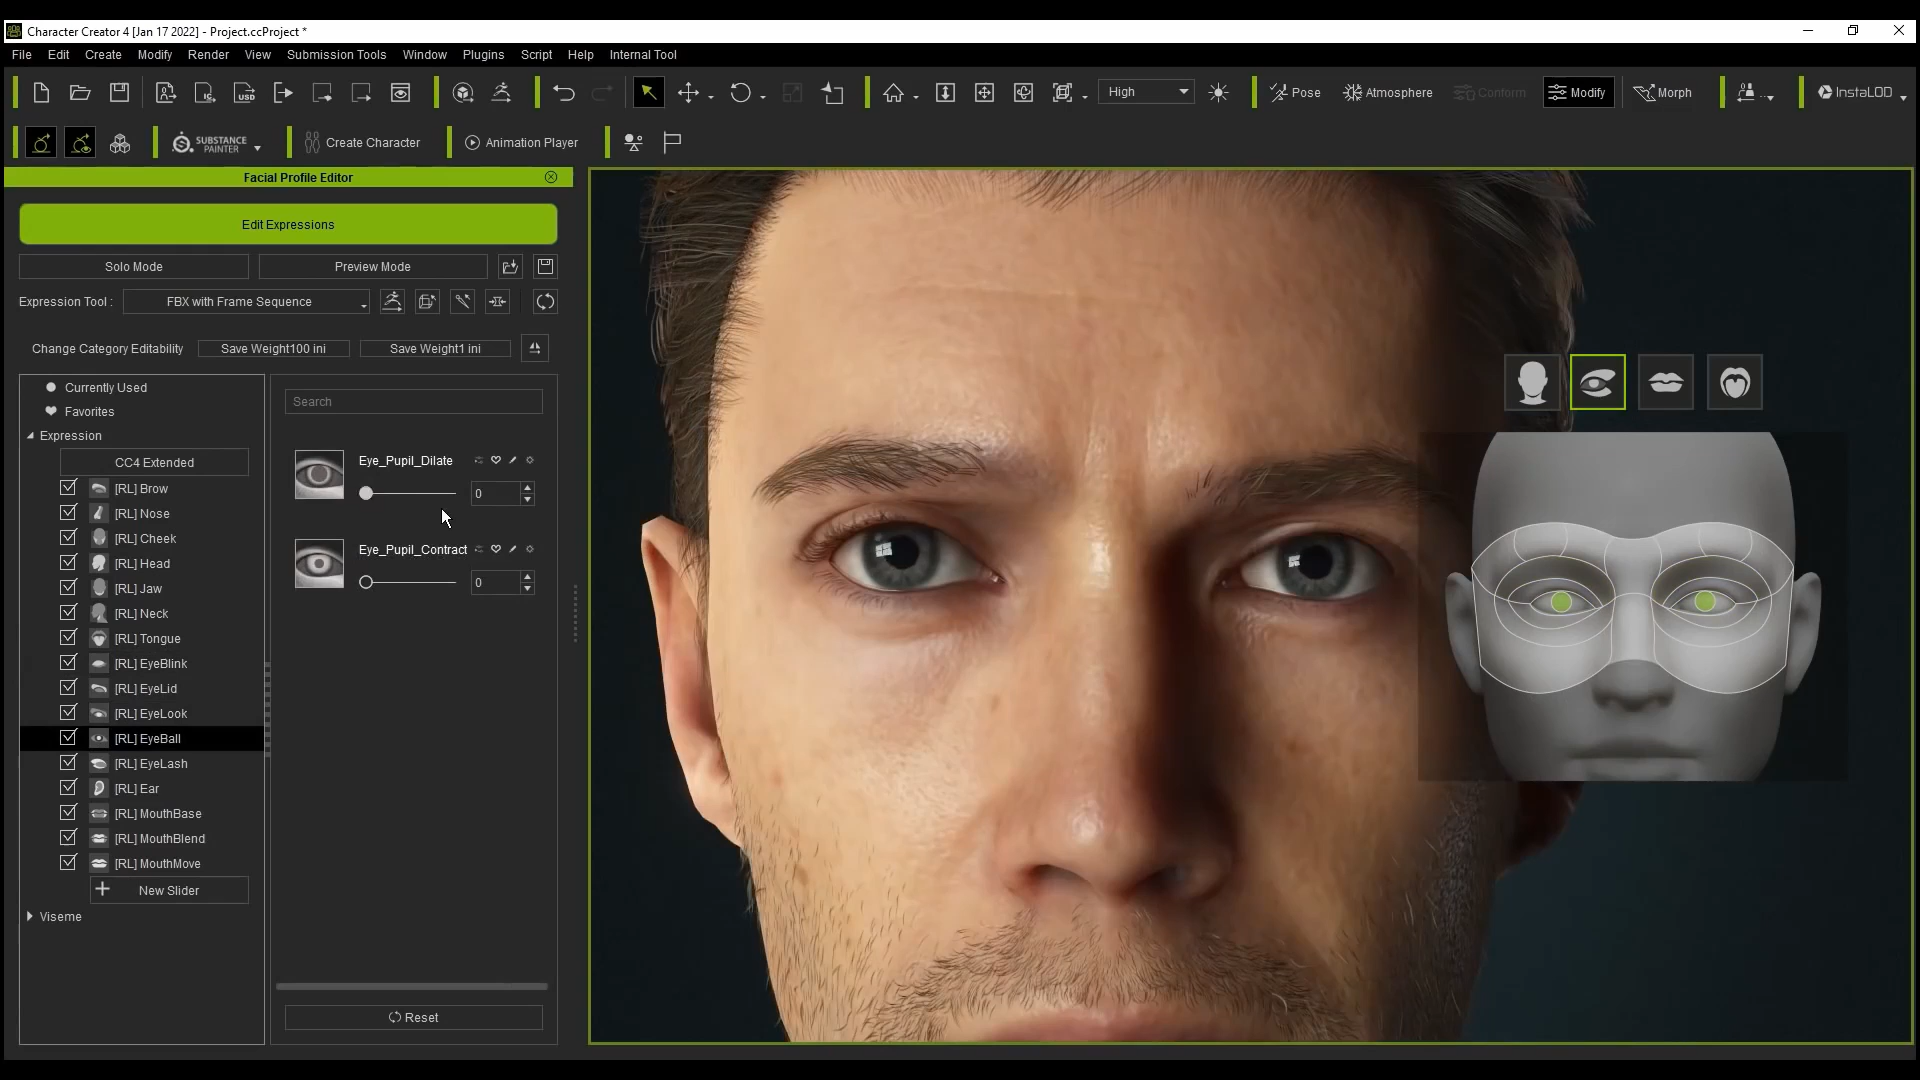 Character Creator 4 [Jan 17 2022] - Project.ccProject *
File Edit Create Modify Render View Submission Tools Window Plugins Script Help Internal Tool
IC USD High Pose Atmosphere Conform Modify Morph InstaLOD
SUBSTANCE PAINTER Create Character Animation Player
Facial Profile Editor
Edit Expressions
Solo Mode Preview Mode
Expression Tool : FBX with Frame Sequence
Change Category Editability Save Weight100 ini Save Weight1 ini
Currently Used
Favorites
Expression
CC4 Extended
[RL] Brow
[RL] Nose
[RL] Cheek
[RL] Head
[RL] Jaw
[RL] Neck
[RL] Tongue
[RL] EyeBlink
[RL] EyeLid
[RL] EyeLook
[RL] EyeBall
[RL] EyeLash
[RL] Ear
[RL] MouthBase
[RL] MouthBlend
[RL] MouthMove
New Slider
Viseme
Search
Eye_Pupil_Dilate
0
Eye_Pupil_Contract
0
Reset